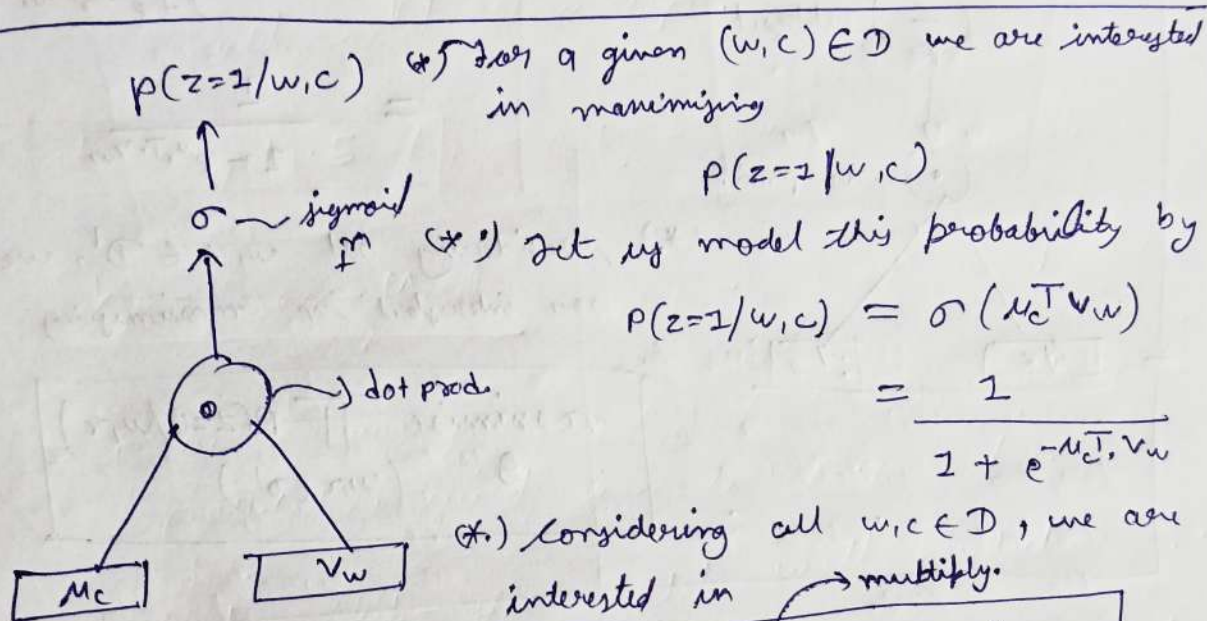 p(z=1/w,c)
(*) For a given (w,c) ∈ D we are interested
in maximizing
p(z=1/w,c)
σ sigmoid
(*.) Let us model this probability by
P(z=1/w,c) = σ(u_c^T v_w)
= 1
1 + e^{-u_c^T.v_w}
dot prod.
(*.) Considering all w,c ∈ D, we are
interested in
multiply.
u_c
v_w